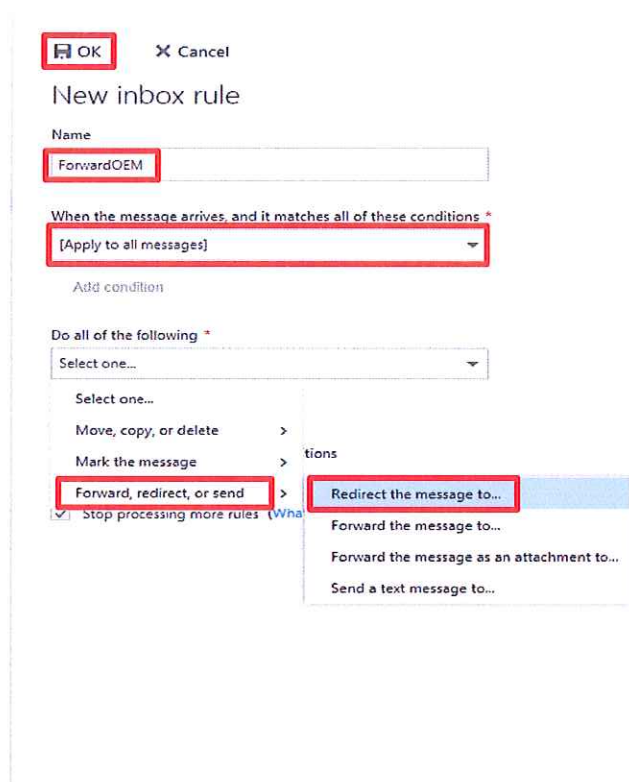 OK Cancel
New inbox rule
Name
ForwardOEM
When the message arrives, and it matches all of these conditions *
[Apply to all messages]
Add condition
Do all of the following *
Select one...
Select one...
Move, copy, or delete >
tions
Mark the message >
Forward, redirect, or send > Redirect the message to...
Stop processing more rules (Wha
Forward the message to...
Forward the message as an attachment to...
Send a text message to...